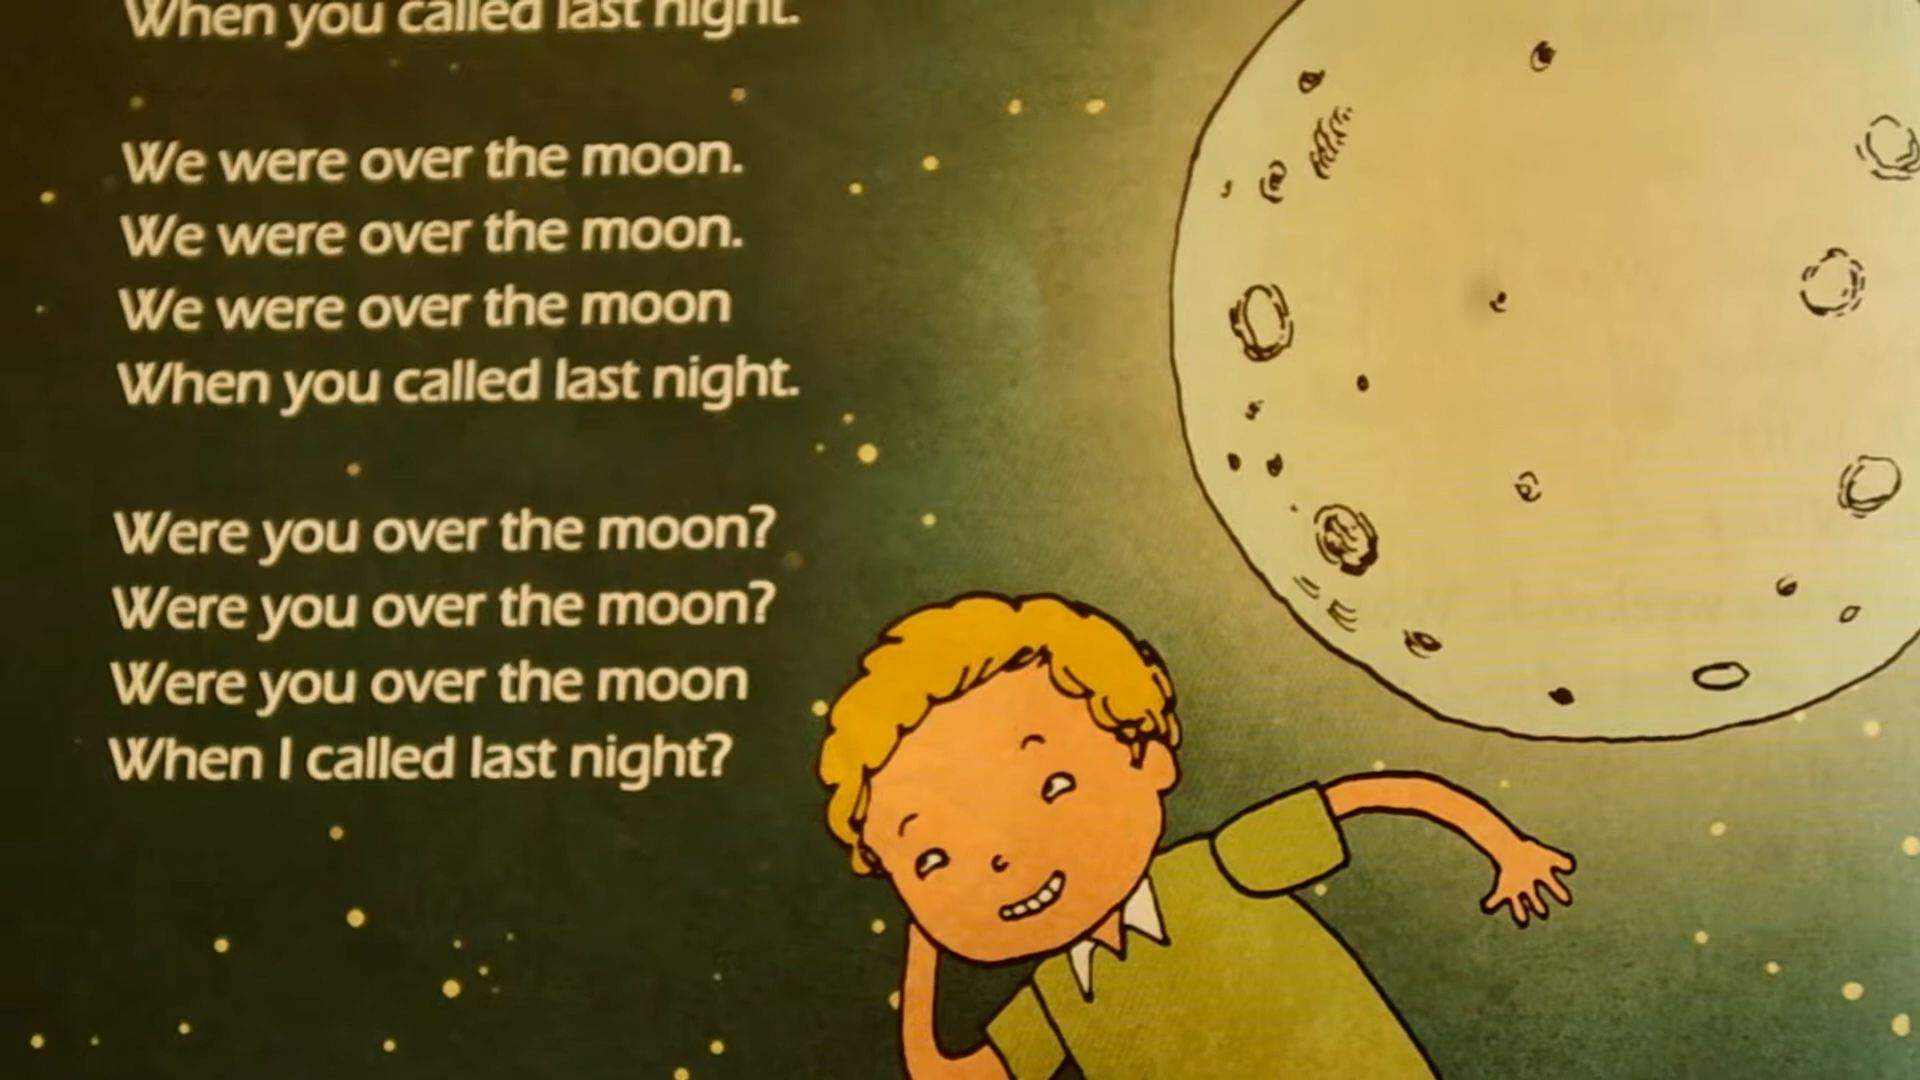 When you called last night.
We were over the moon.
We were over the moon.
We were over the moon
When you called last night.
Were you over the moon?
Were you over the moon?
Were you over the moon
When I called last night?